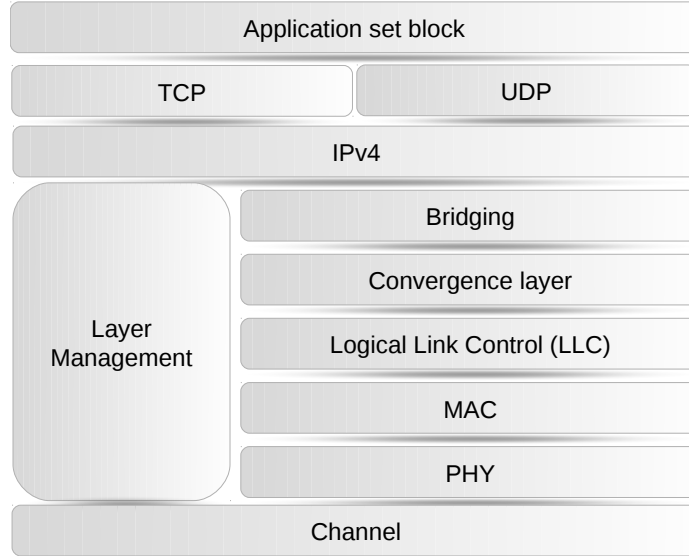 Application set block
TCP
UDP
IPv4
Bridging
Convergence layer
Layer
Management
Logical Link Control (LLC)
MAC
PHY
Channel